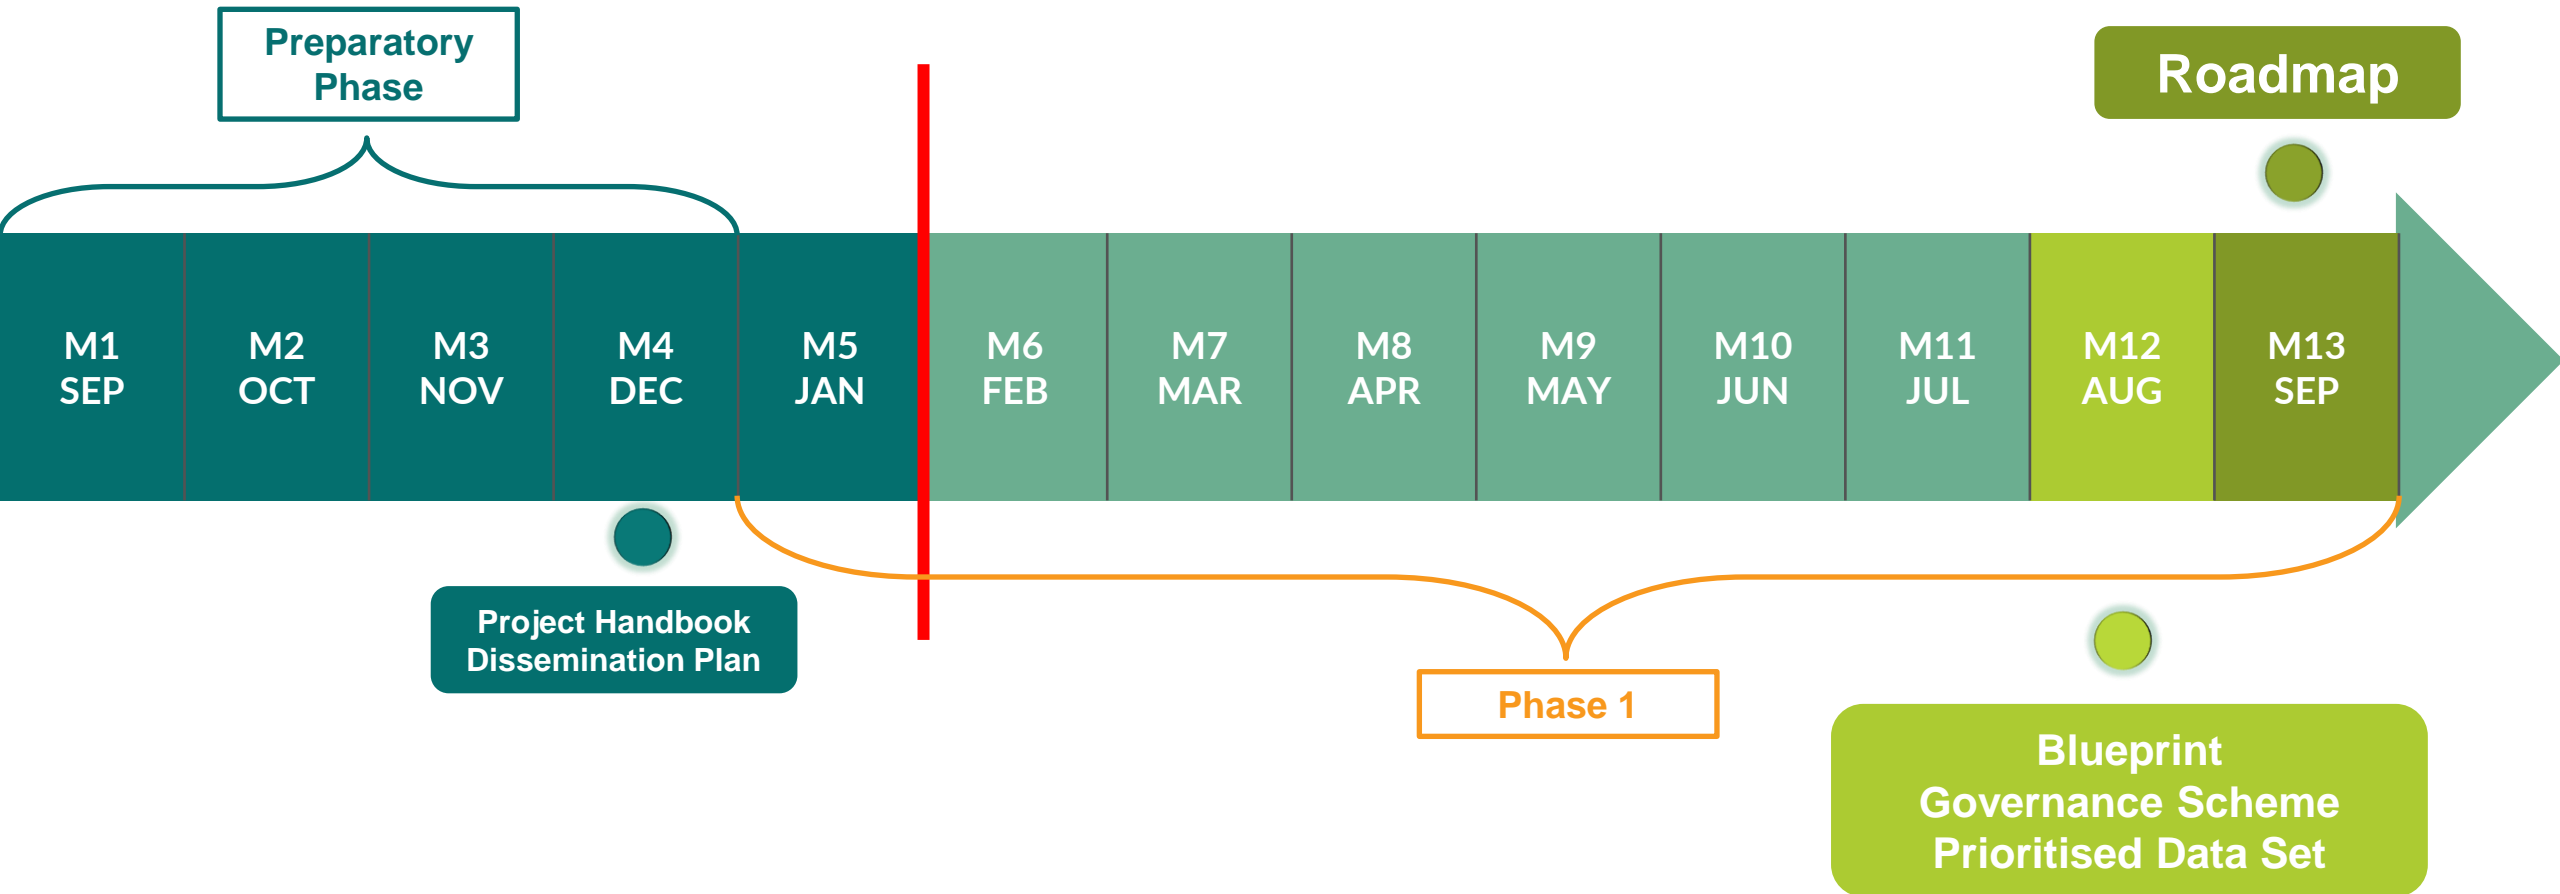 Preparatory
Phase
Roadmap
M1
SEP
M2
OCT
M3
NOV
M4
DEC
M5
JAN
M6
FEB
M7
MAR
M8
APR
M9
MAY
M10
JUN
M11
JUL
M12
AUG
M13
SEP
Project Handbook
Dissemination Plan
Phase 1
Blueprint
Governance Scheme
Prioritised Data Set